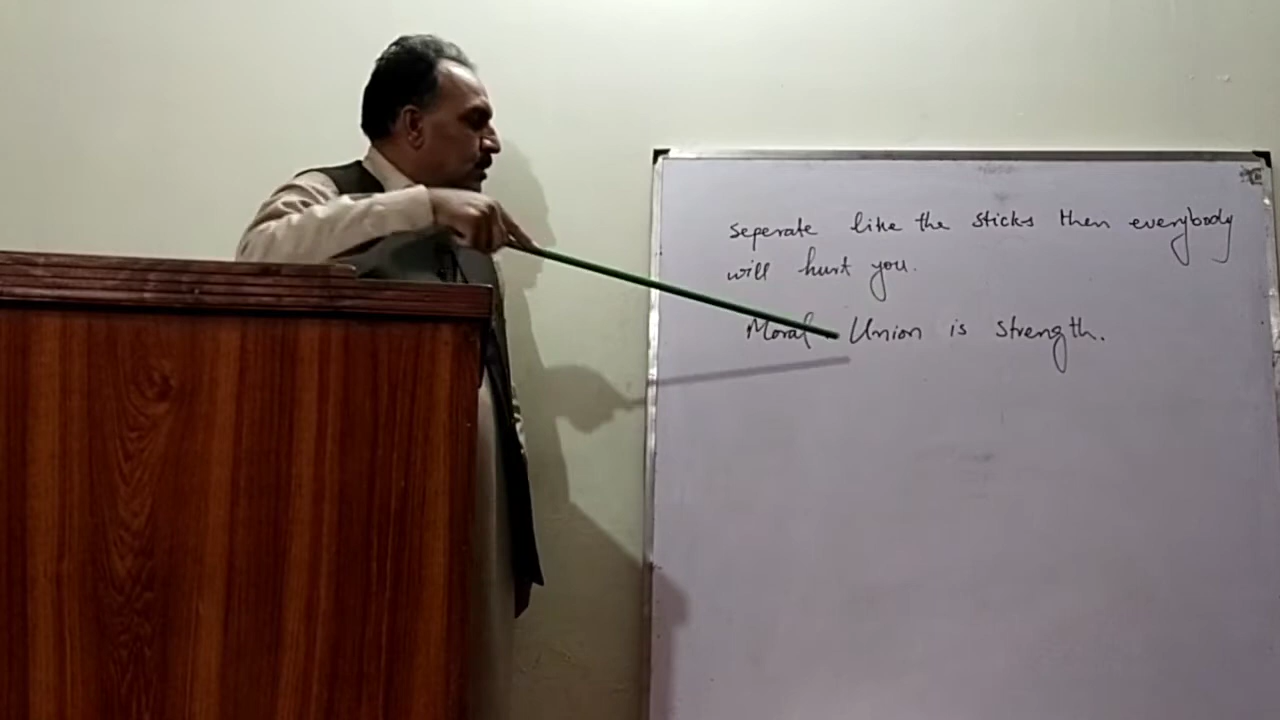 seperate like the sticks then everybody
will hurt you.
Moral : Union is strength.